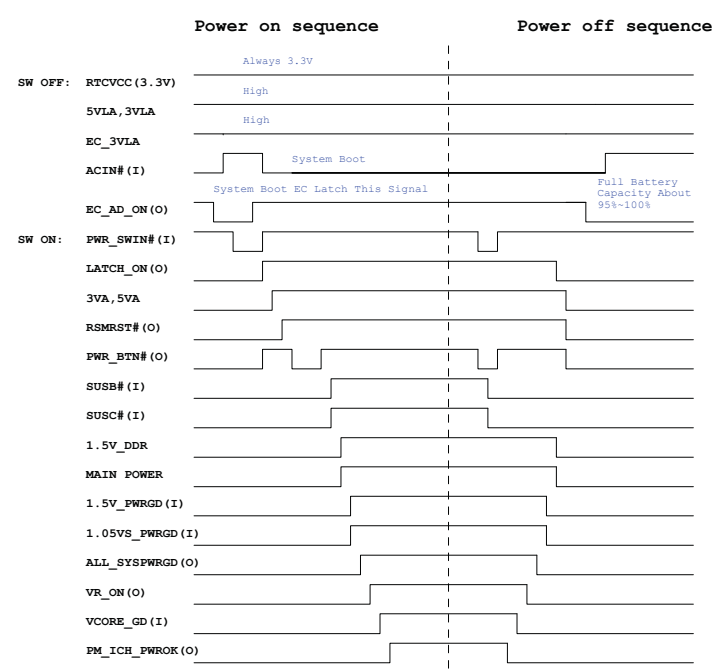 Power on sequence
Power off sequence
Always 3.3V
SW OFF: RTCVCC(3.3V)
High
5VLA,3VLA
High
EC_3VLA
System Boot
ACIN#(I)
System Boot EC Latch This Signal
Full Battery
Capacity About
95%~100%
EC_AD_ON(O)
SW ON: PWR_SWIN#(I)
LATCH_ON(O)
3VA,5VA
RSMRST#(O)
PWR_BTN#(O)
SUSB#(I)
SUSC#(I)
1.5V_DDR
MAIN POWER
1.5V_PWRGD(I)
1.05VS_PWRGD(I)
ALL_SYSPWRGD(O)
VR_ON(O)
VCORE_GD(I)
PM_ICH_PWROK(O)